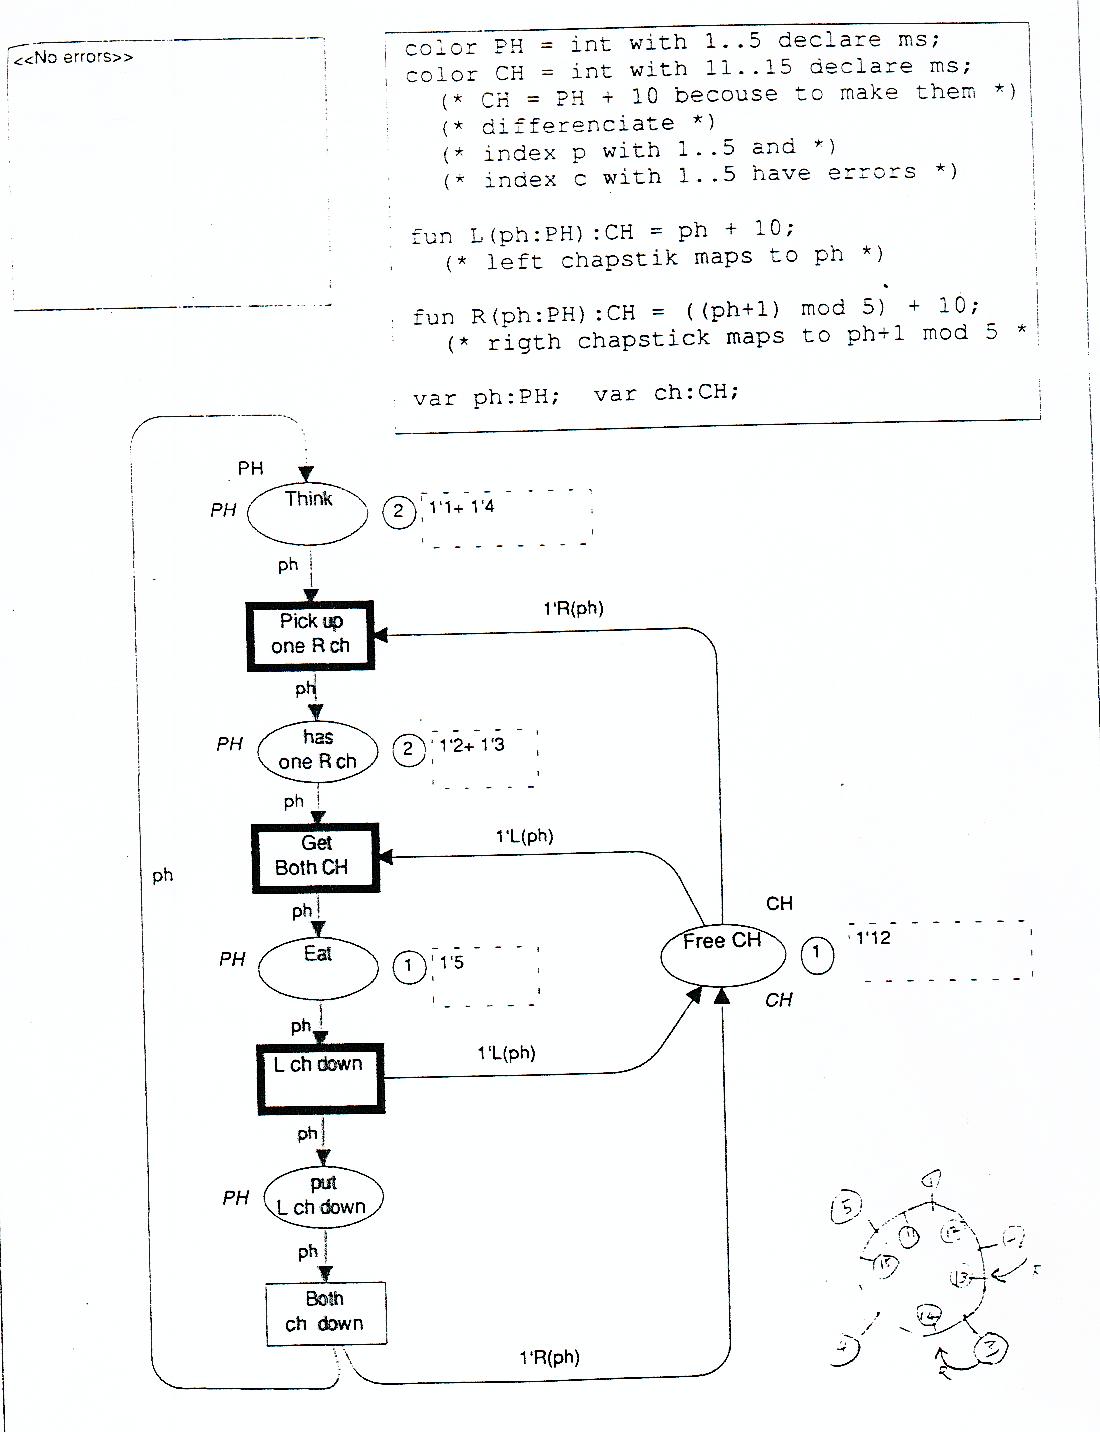 <<No errors>>
color PH = int with 1..5 declare ms;
color CH = int with 11..15 declare ms;
(* CH = PH + 10 becouse to make them *)
(* differenciate *)
(* index p with 1..5 and *)
(* index c with 1..5 have errors *)
fun L(ph:PH):CH = ph + 10;
(* left chapstik maps to ph *)
fun R(ph:PH):CH = ((ph+1) mod 5) + 10;
(* rigth chapstick maps to ph+1 mod 5 *
var ph:PH; var ch:CH;
PH
PH
Think
2
1'1+ 1'4
ph
Pick up
one R ch
1'R(ph)
ph
PH
has
one R ch
2
1'2+ 1'3
ph
Get
Both CH
1'L(ph)
ph
ph
CH
PH
Eat
1
1'5
Free CH
1
1'12
CH
ph
L ch down
1'L(ph)
ph
PH
put
L ch down
ph
Both
ch down
1'R(ph)
5
11
12
15
13
14
3